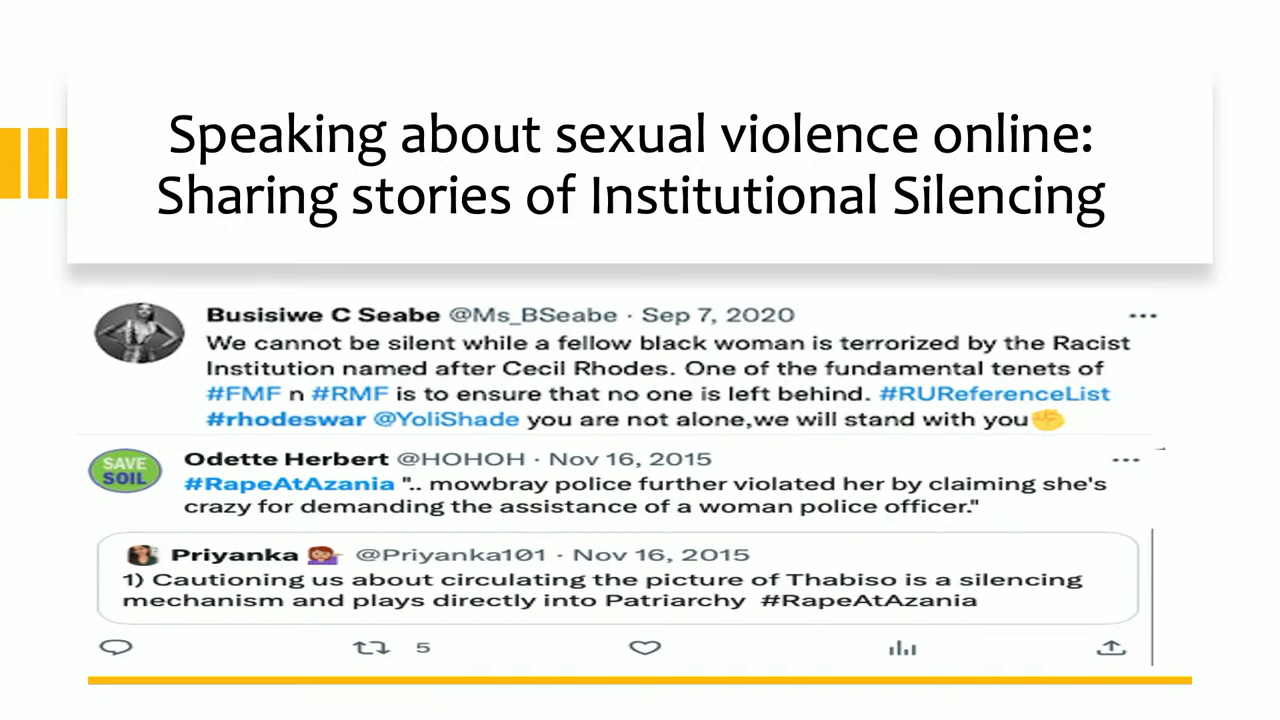 Speaking about sexual violence online:
Sharing stories of Institutional Silencing
Busisiwe C Seabe @Ms_BSeabe · Sep 7, 2020
We cannot be silent while a fellow black woman is terrorized by the Racist
Institution named after Cecil Rhodes. One of the fundamental tenets of
#FMF n #RMF is to ensure that no one is left behind. #RUReferenceList
#rhodeswar @YoliShade you are not alone,we will stand with you✊
SAVE
SOIL
Odette Herbert @HOHOH · Nov 16, 2015
#RapeAtAzania ".. mowbray police further violated her by claiming she's
crazy for demanding the assistance of a woman police officer."
Priyanka 💁🏾‍♀️ @Priyanka101 · Nov 16, 2015
1) Cautioning us about circulating the picture of Thabiso is a silencing
mechanism and plays directly into Patriarchy #RapeAtAzania
5